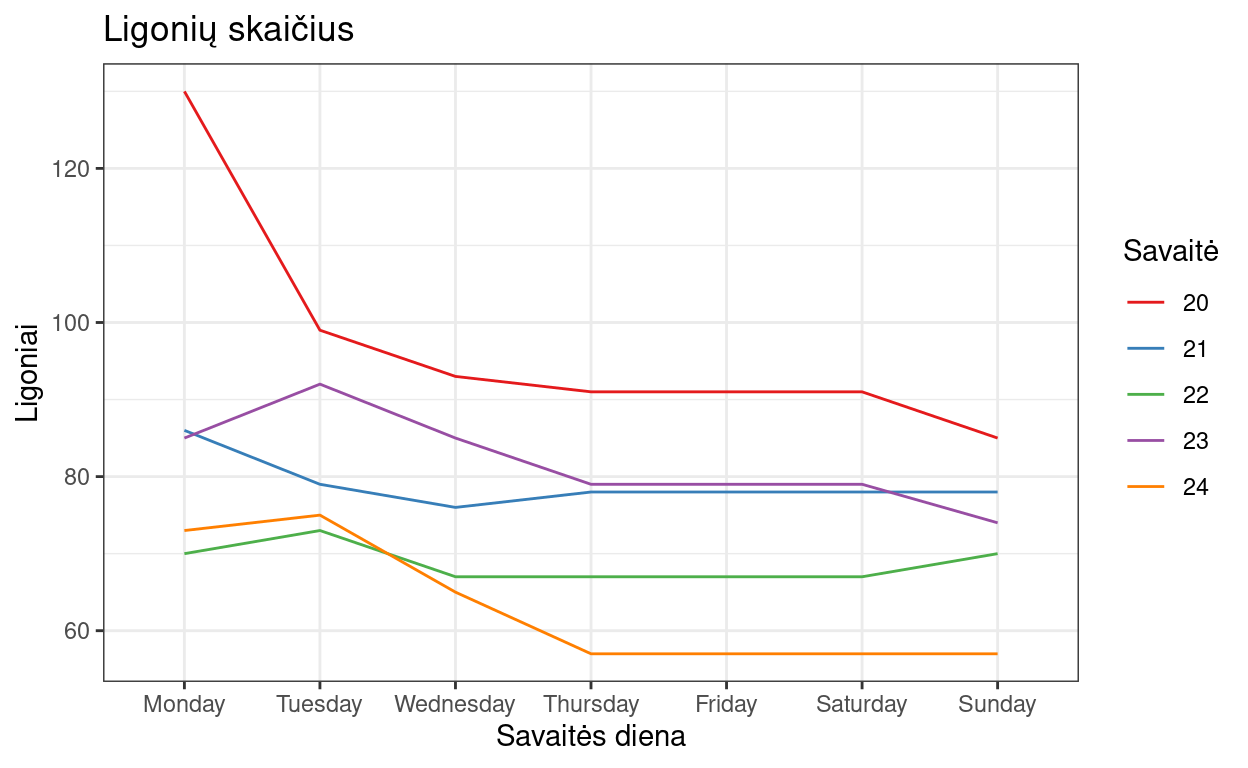 Ligonių skaičius
Ligoniai
120
100
80
60
Monday Tuesday Wednesday Thursday Friday Saturday Sunday
Savaitės diena
Savaitė
20
21
22
23
24